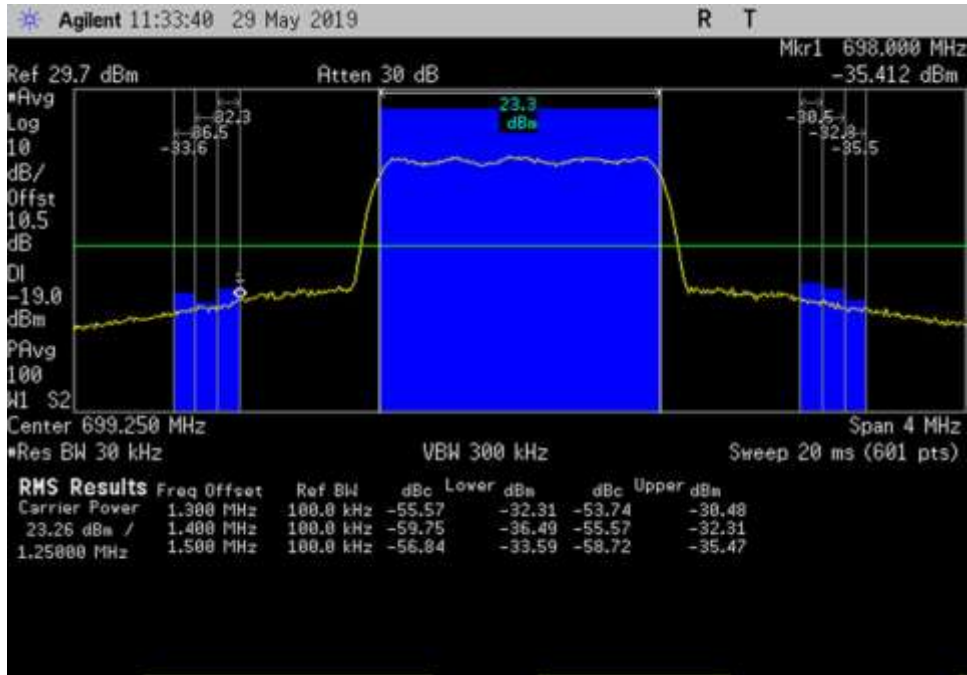 Agilent 11:33:40 29 May 2019 R T
Mkr1 698.000 MHz
Ref 29.7 dBm Atten 30 dB -35.412 dBm
*Avg
Log
10
dB/
Offst
10.5
dB
DI
-19.0
dBm
PAvg
100
W1 S2
23.3
dBm
-32.3
-36.5
-33.6
-30.5
-32.3
-35.5
1
Center 699.250 MHz Span 4 MHz
*Res BW 30 kHz VBW 300 kHz Sweep 20 ms (601 pts)
RMS Results Freq Offset Ref BW dBc Lower dBm dBc Upper dBm
Carrier Power 1.300 MHz 100.0 kHz -55.57 -32.31 -53.74 -30.48
23.26 dBm / 1.400 MHz 100.0 kHz -59.75 -36.49 -55.57 -32.31
1.25000 MHz 1.500 MHz 100.0 kHz -56.84 -33.59 -58.72 -35.47